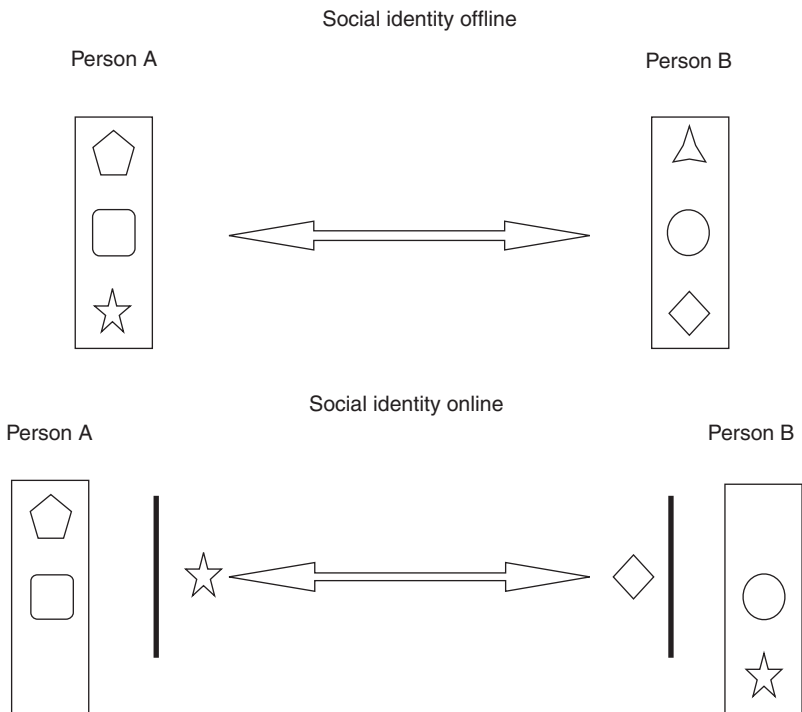 Social identity offline
Person A
Person B
Social identity online
Person A
Person B